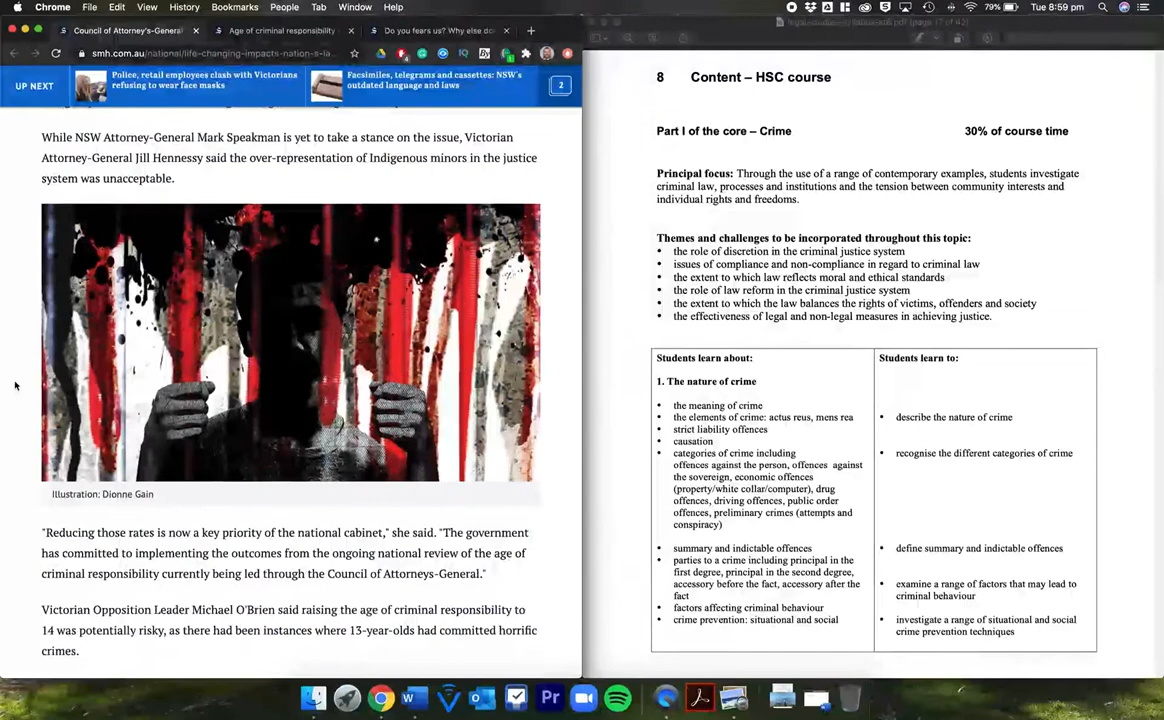 Chrome File Edit View History Bookmarks People Tab Window Help 79% Tue 8:59 pm
Council of Attorney's-General Age of criminal responsibility Do you fears us? Why else do
smh.com.au/national/life-changing-impacts-nation-s-la...
UP NEXT
Police, retail employees clash with Victorians
refusing to wear face masks
Facsimiles, telegrams and cassettes: NSW's
outdated language and laws
2
While NSW Attorney-General Mark Speakman is yet to take a stance on the issue, Victorian
Attorney-General Jill Hennessy said the over-representation of Indigenous minors in the justice
system was unacceptable.
Illustration: Dionne Gain
"Reducing those rates is now a key priority of the national cabinet," she said. "The government
has committed to implementing the outcomes from the ongoing national review of the age of
criminal responsibility currently being led through the Council of Attorneys-General."
Victorian Opposition Leader Michael O'Brien said raising the age of criminal responsibility to
14 was potentially risky, as there had been instances where 13-year-olds had committed horrific
crimes.
8 Content – HSC course
Part I of the core – Crime 30% of course time
Principal focus: Through the use of a range of contemporary examples, students investigate
criminal law, processes and institutions and the tension between community interests and
individual rights and freedoms.
Themes and challenges to be incorporated throughout this topic:
• the role of discretion in the criminal justice system
• issues of compliance and non-compliance in regard to criminal law
• the extent to which law reflects moral and ethical standards
• the role of law reform in the criminal justice system
• the extent to which the law balances the rights of victims, offenders and society
• the effectiveness of legal and non-legal measures in achieving justice.
Students learn about:
1. The nature of crime
• the meaning of crime
• the elements of crime: actus reus, mens rea
• strict liability offences
• causation
• categories of crime including
offences against the person, offences against
the sovereign, economic offences
(property/white collar/computer), drug
offences, driving offences, public order
offences, preliminary crimes (attempts and
conspiracy)
• summary and indictable offences
• parties to a crime including principal in the
first degree, principal in the second degree,
accessory before the fact, accessory after the
fact
• factors affecting criminal behaviour
• crime prevention: situational and social
Students learn to:
• describe the nature of crime
• recognise the different categories of crime
• define summary and indictable offences
• examine a range of factors that may lead to
criminal behaviour
• investigate a range of situational and social
crime prevention techniques